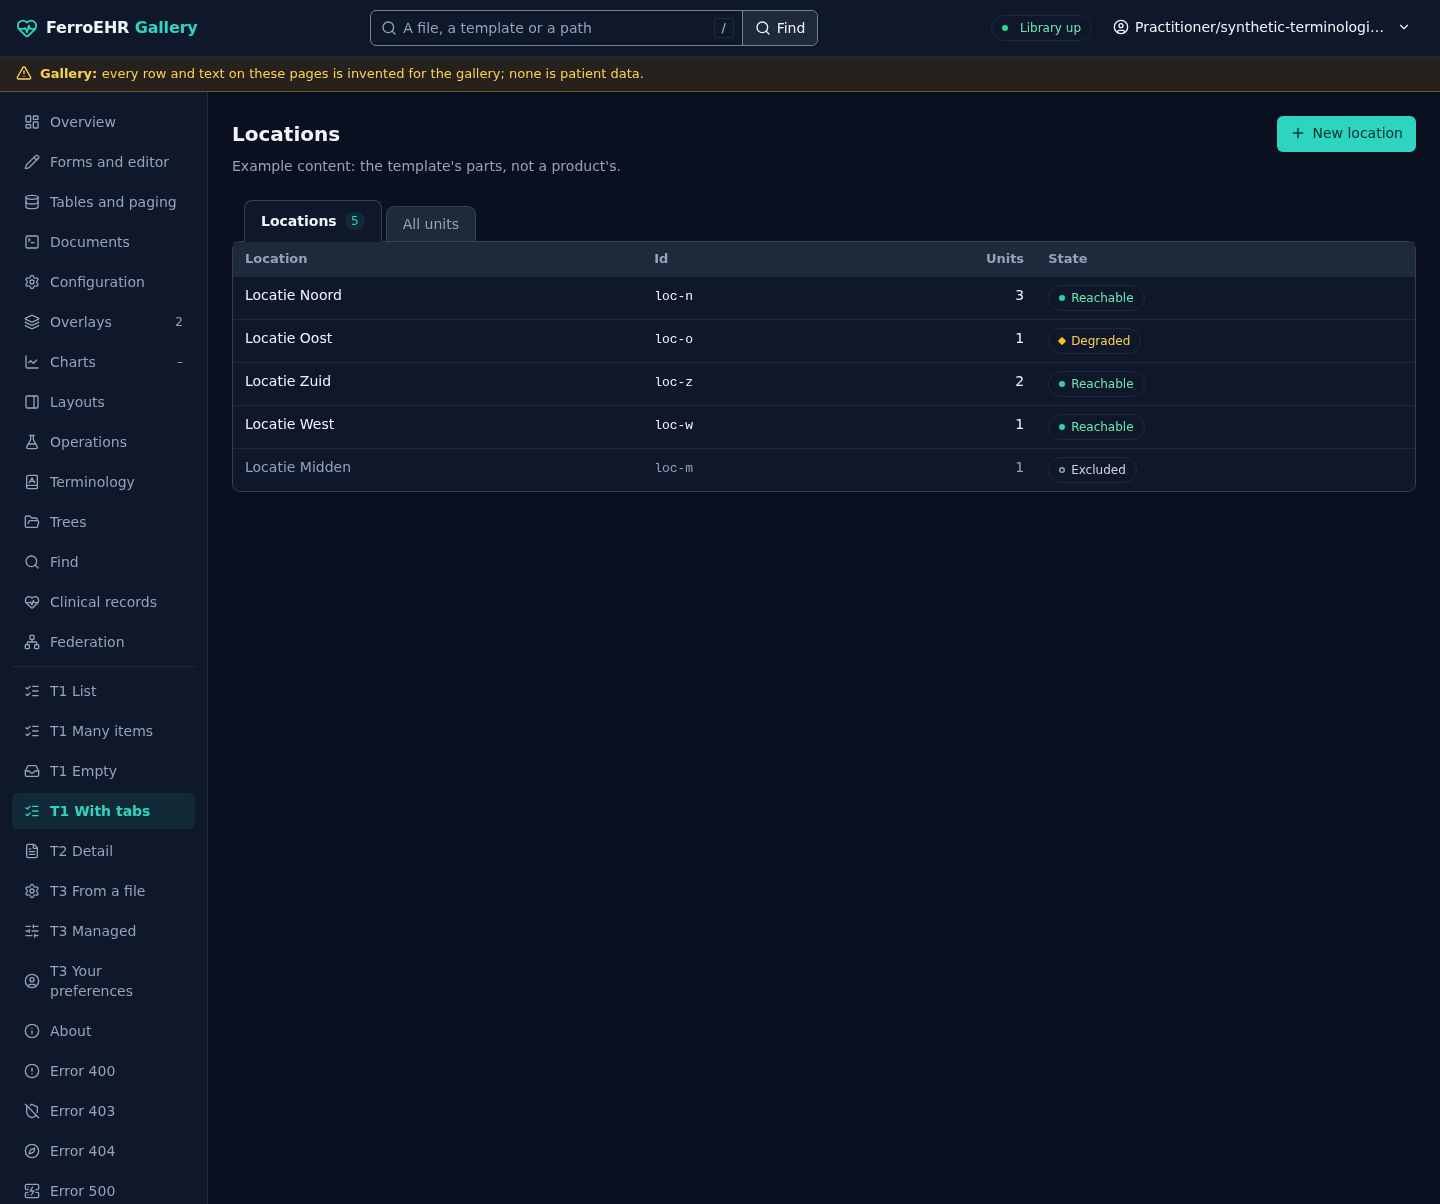 FerroEHR Gallery
A file, a template or a path
/
Find
Library up
Practitioner/synthetic-terminologi…
Gallery: every row and text on these pages is invented for the gallery; none is patient data.
Overview
Forms and editor
Tables and paging
Documents
Configuration
Overlays 2
Charts –
Layouts
Operations
Terminology
Trees
Find
Clinical records
Federation
T1 List
T1 Many items
T1 Empty
T1 With tabs
T2 Detail
T3 From a file
T3 Managed
T3 Your
preferences
About
Error 400
Error 403
Error 404
Error 500
Locations
New location
Example content: the template's parts, not a product's.
Locations 5
All units
Location Id Units State
Locatie Noord loc-n 3 Reachable
Locatie Oost loc-o 1 Degraded
Locatie Zuid loc-z 2 Reachable
Locatie West loc-w 1 Reachable
Locatie Midden loc-m 1 Excluded